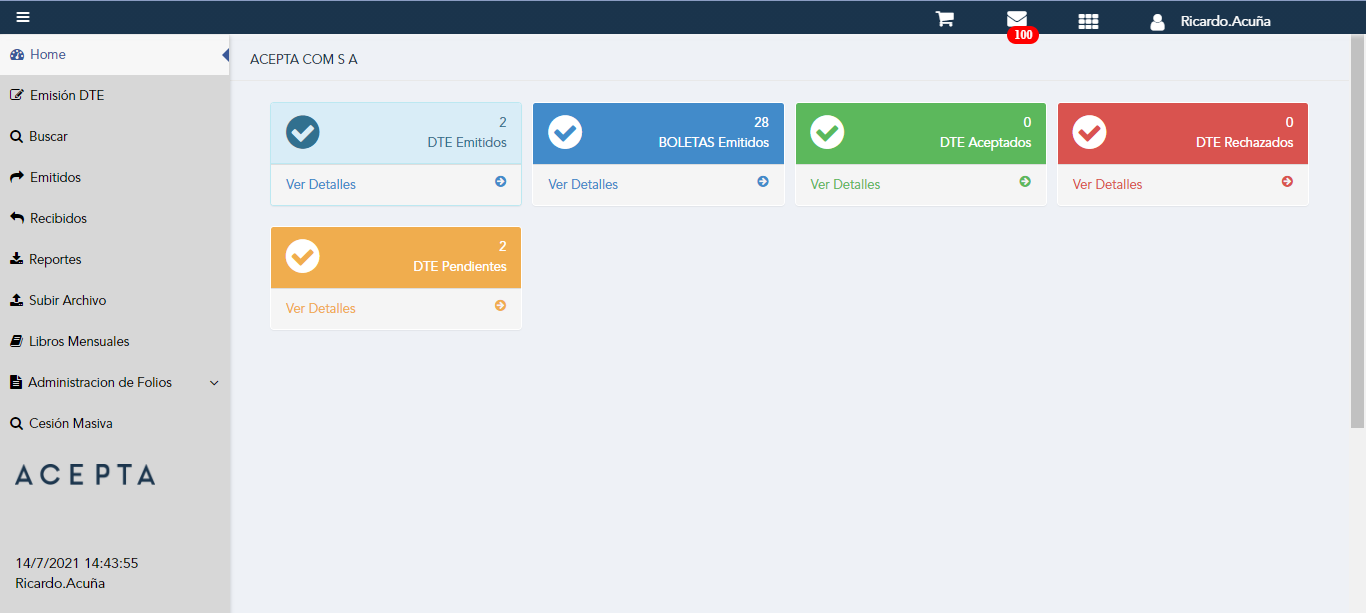 100
Ricardo.Acuña
Home
Emisión DTE
Buscar
Emitidos
Recibidos
Reportes
Subir Archivo
Libros Mensuales
Administracion de Folios
Cesión Masiva
ACEPTA
14/7/2021 14:43:55
Ricardo.Acuña
ACEPTA COM S A
2
DTE Emitidos
Ver Detalles
28
BOLETAS Emitidos
Ver Detalles
0
DTE Aceptados
Ver Detalles
0
DTE Rechazados
Ver Detalles
2
DTE Pendientes
Ver Detalles